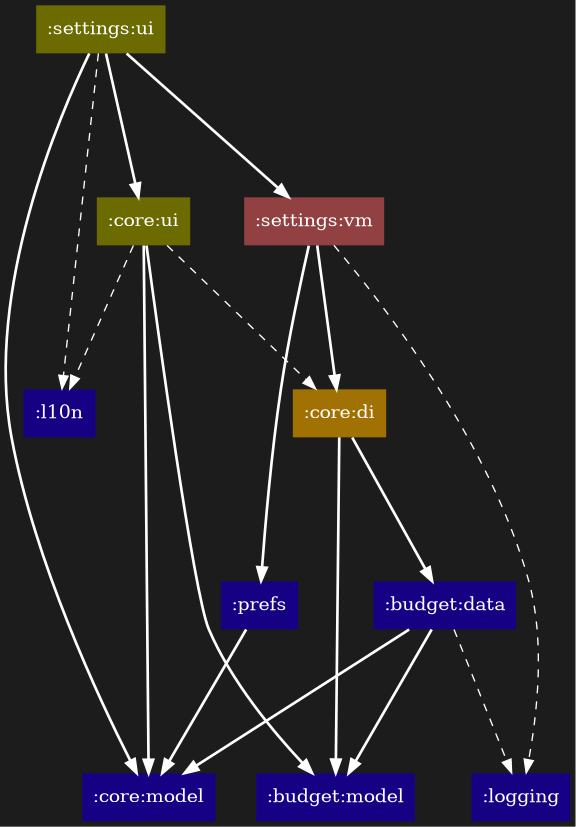 :settings:ui
:core:ui
:settings:vm
:l10n
:core:di
:prefs
:budget:data
:core:model
:budget:model
:logging